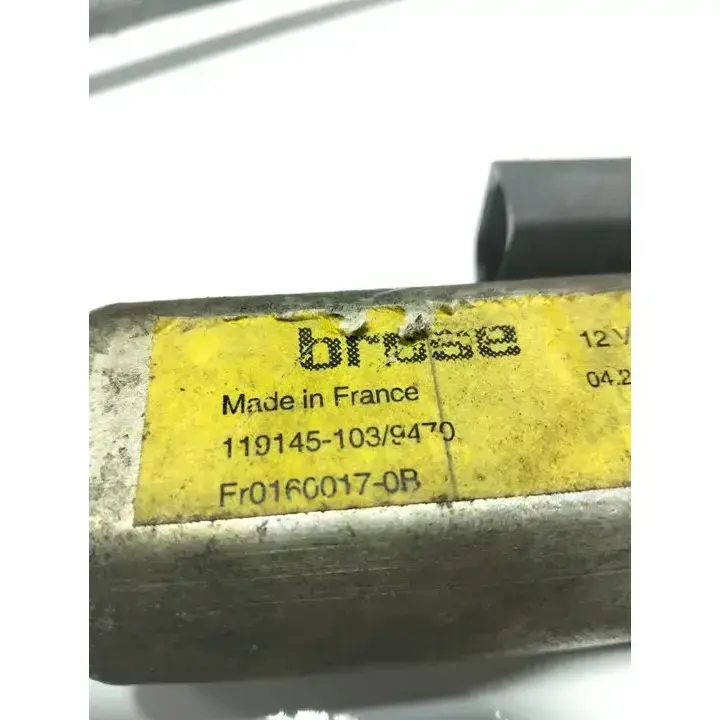 brose
12 V
Made in France
04.2
119145-103/9470
Fr0160017-0B